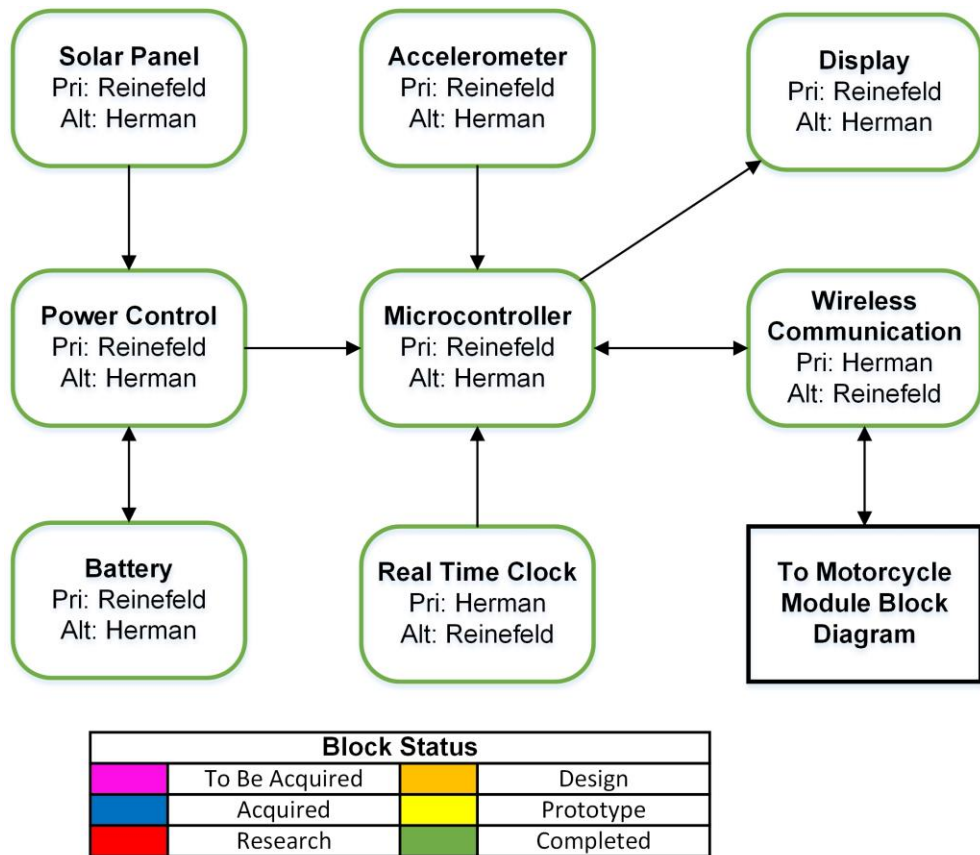 Solar Panel
Pri: Reinefeld
Alt: Herman
Accelerometer
Pri: Reinefeld
Alt: Herman
Display
Pri: Reinefeld
Alt: Herman
Power Control
Pri: Reinefeld
Alt: Herman
Microcontroller
Pri: Reinefeld
Alt: Herman
Wireless
Communication
Pri: Herman
Alt: Reinefeld
Battery
Pri: Reinefeld
Alt: Herman
Real Time Clock
Pri: Herman
Alt: Reinefeld
To Motorcycle
Module Block
Diagram
Block Status
To Be Acquired
Design
Acquired
Prototype
Research
Completed